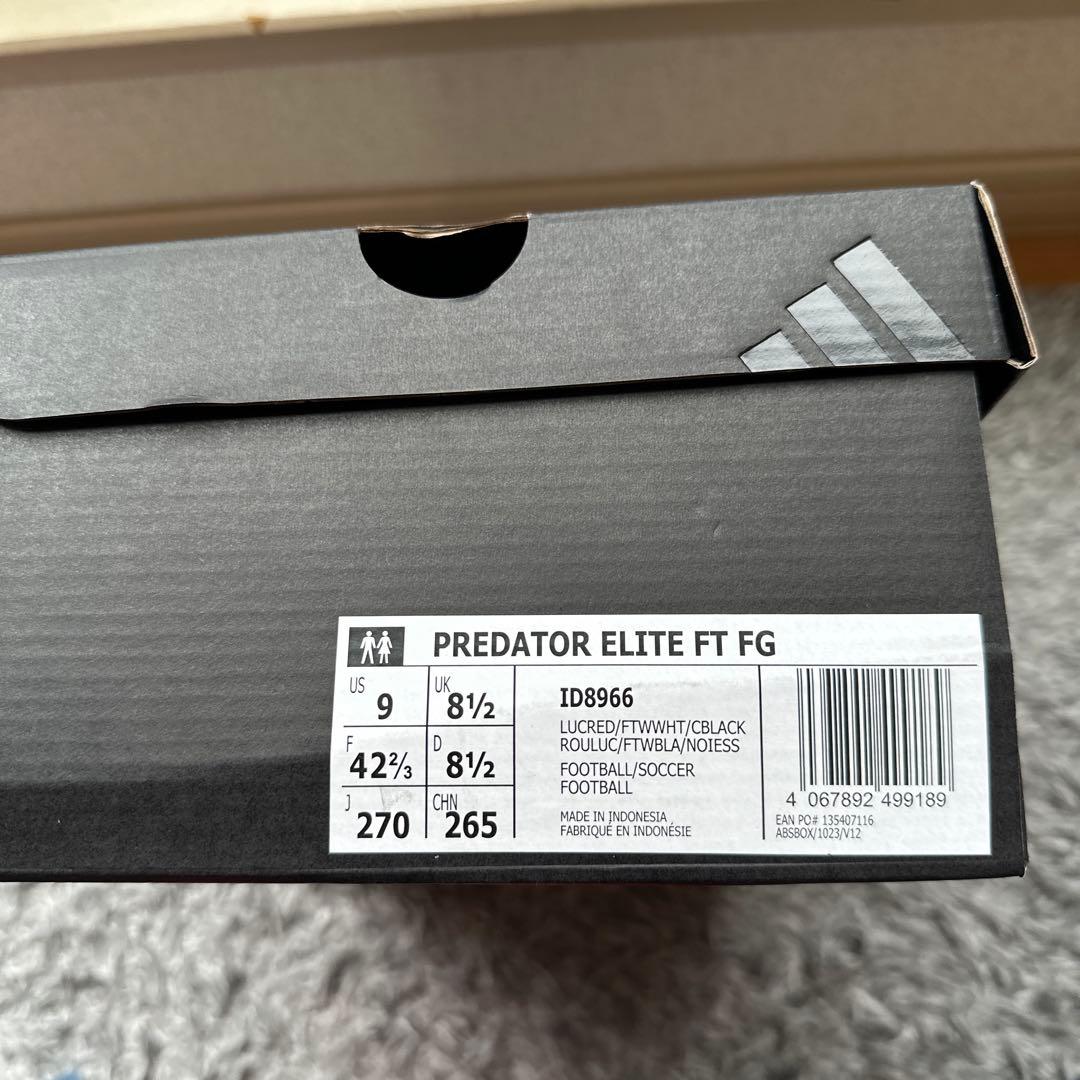 PREDATOR ELITE FT FG
US 9
UK 8½
F 42⅔
D 8½
J 270
CHN 265
ID8966
LUCRED/FTWWHT/CBLACK
ROULUC/FTWBLA/NOIESS
FOOTBALL/SOCCER
FOOTBALL
MADE IN INDONESIA
FABRIQUÉ EN INDONÉSIE
4 067892 499189
EAN PO# 135407116
ABSBOX/1023/V12